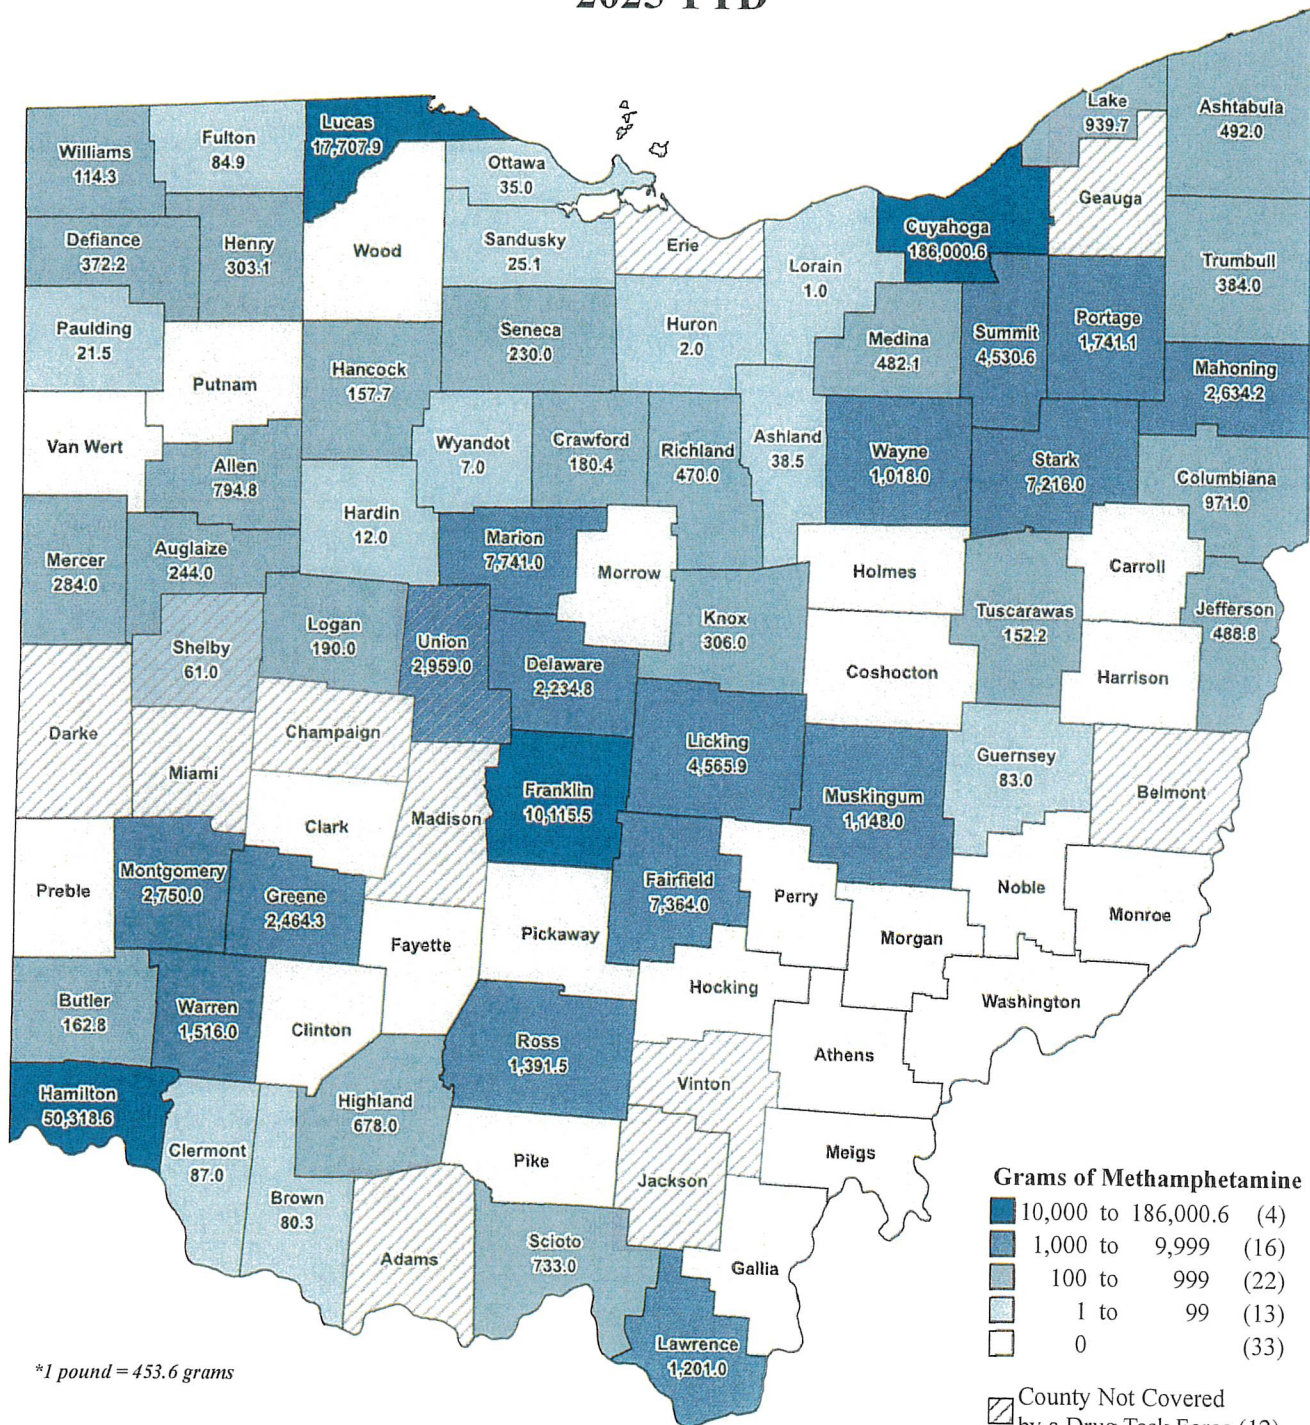 2023 YTD
Lake
939.7
Ashtabula
492.0
Williams
114.3
Fulton
84.9
Lucas
17,707.9
Ottawa
35.0
Geauga
Defiance
372.2
Henry
303.1
Wood
Sandusky
25.1
Erie
Lorain
1.0
Cuyahoga
186,000.6
Trumbull
384.0
Paulding
21.5
Putnam
Hancock
157.7
Seneca
230.0
Huron
2.0
Medina
482.1
Summit
4,530.6
Portage
1,741.1
Mahoning
2,634.2
Van Wert
Allen
794.8
Wyandot
7.0
Crawford
180.4
Richland
470.0
Ashland
38.5
Wayne
1,018.0
Stark
7,216.0
Columbiana
971.0
Mercer
284.0
Auglaize
244.0
Hardin
12.0
Marion
7,741.0
Morrow
Holmes
Carroll
Shelby
61.0
Logan
190.0
Union
2,959.0
Delaware
2,234.8
Knox
306.0
Coshocton
Tuscarawas
152.2
Harrison
Jefferson
488.8
Darke
Miami
Champaign
Clark
Madison
Franklin
10,115.5
Licking
4,565.9
Muskingum
1,148.0
Guernsey
83.0
Belmont
Preble
Montgomery
2,750.0
Greene
2,464.3
Fayette
Pickaway
Fairfield
7,364.0
Perry
Morgan
Noble
Monroe
Butler
162.8
Warren
1,516.0
Clinton
Ross
1,391.5
Hocking
Athens
Washington
Hamilton
50,318.6
Clermont
87.0
Brown
80.3
Highland
678.0
Pike
Vinton
Jackson
Meigs
Adams
Scioto
733.0
Gallia
Lawrence
1,201.0
Grams of Methamphetamine
10,000 to 186,000.6 (4)
1,000 to 9,999 (16)
100 to 999 (22)
1 to 99 (13)
0 (33)
County Not Covered
by a Drug Task Force (12)
*1 pound = 453.6 grams